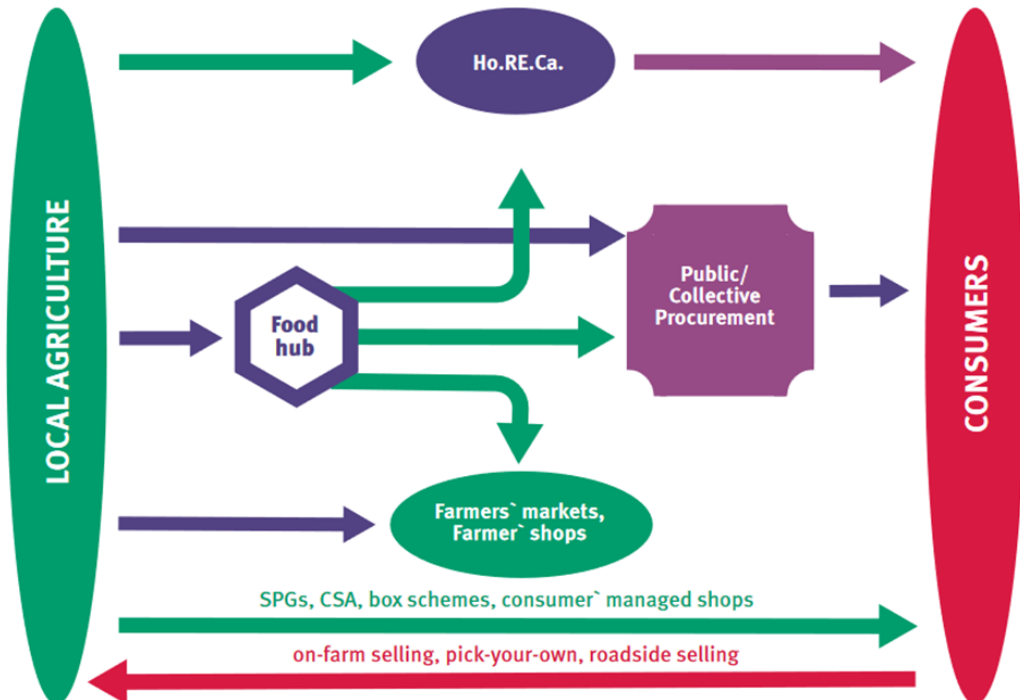 Ho.RE.Ca.
LOCAL AGRICULTURE
Public/
Collective
Procurement
Food
hub
CONSUMERS
Farmers` markets,
Farmer` shops
SPGs, CSA, box schemes, consumer` managed shops
on-farm selling, pick-your-own, roadside selling